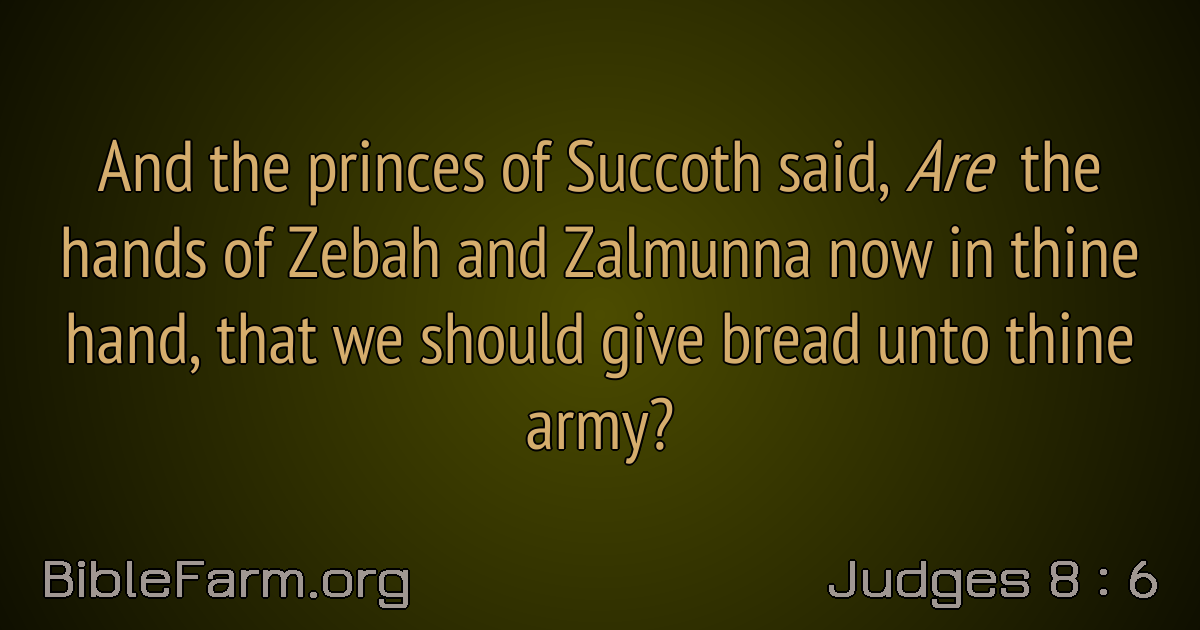 And the princes of Succoth said, Are the
hands of Zebah and Zalmunna now in thine
hand, that we should give bread unto thine
army?
BibleFarm.org
Judges 8 : 6